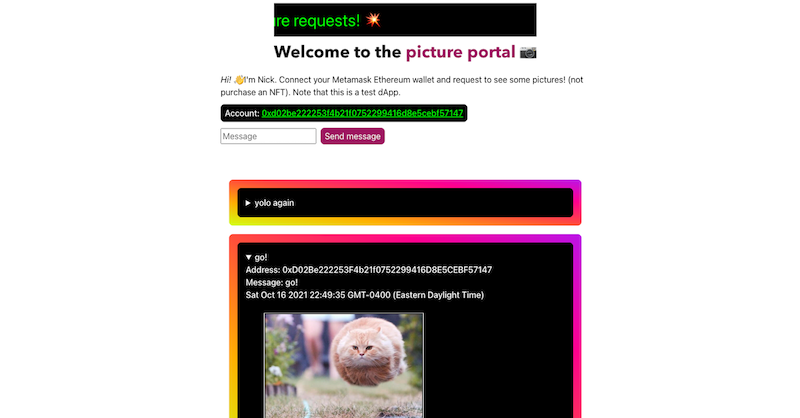 re requests! 💥
Welcome to the picture portal 📷
Hi! 👋I'm Nick. Connect your Metamask Ethereum wallet and request to see some pictures! (not
purchase an NFT). Note that this is a test dApp.
Account: 0xd02be222253f4b21f0752299416d8e5cebf57147
Message Send message
▶ yolo again
▼ go!
Address: 0xD02Be222253F4b21f0752299416D8E5CEBF57147
Message: go!
Sat Oct 16 2021 22:49:35 GMT-0400 (Eastern Daylight Time)